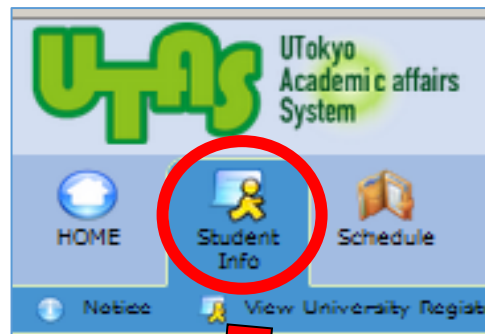 UTAS
UTokyo
Academic affairs
System
HOME
Student
Info
Schedule
Notice
View University Regist